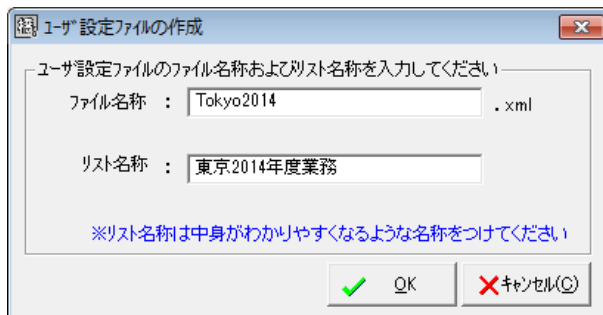 ﾕｰｻﾞ設定ﾌｧｲﾙの作成
ﾕｰｻﾞ設定ﾌｧｲﾙのﾌｧｲﾙ名称およびﾘｽﾄ名称を入力してください
ﾌｧｲﾙ名称 ： Tokyo2014 .xml
ﾘｽﾄ名称 ： 東京2014年度業務
※ﾘｽﾄ名称は中身がわかりやすくなるような名称をつけてください
OK ｷｬﾝｾﾙ(C)